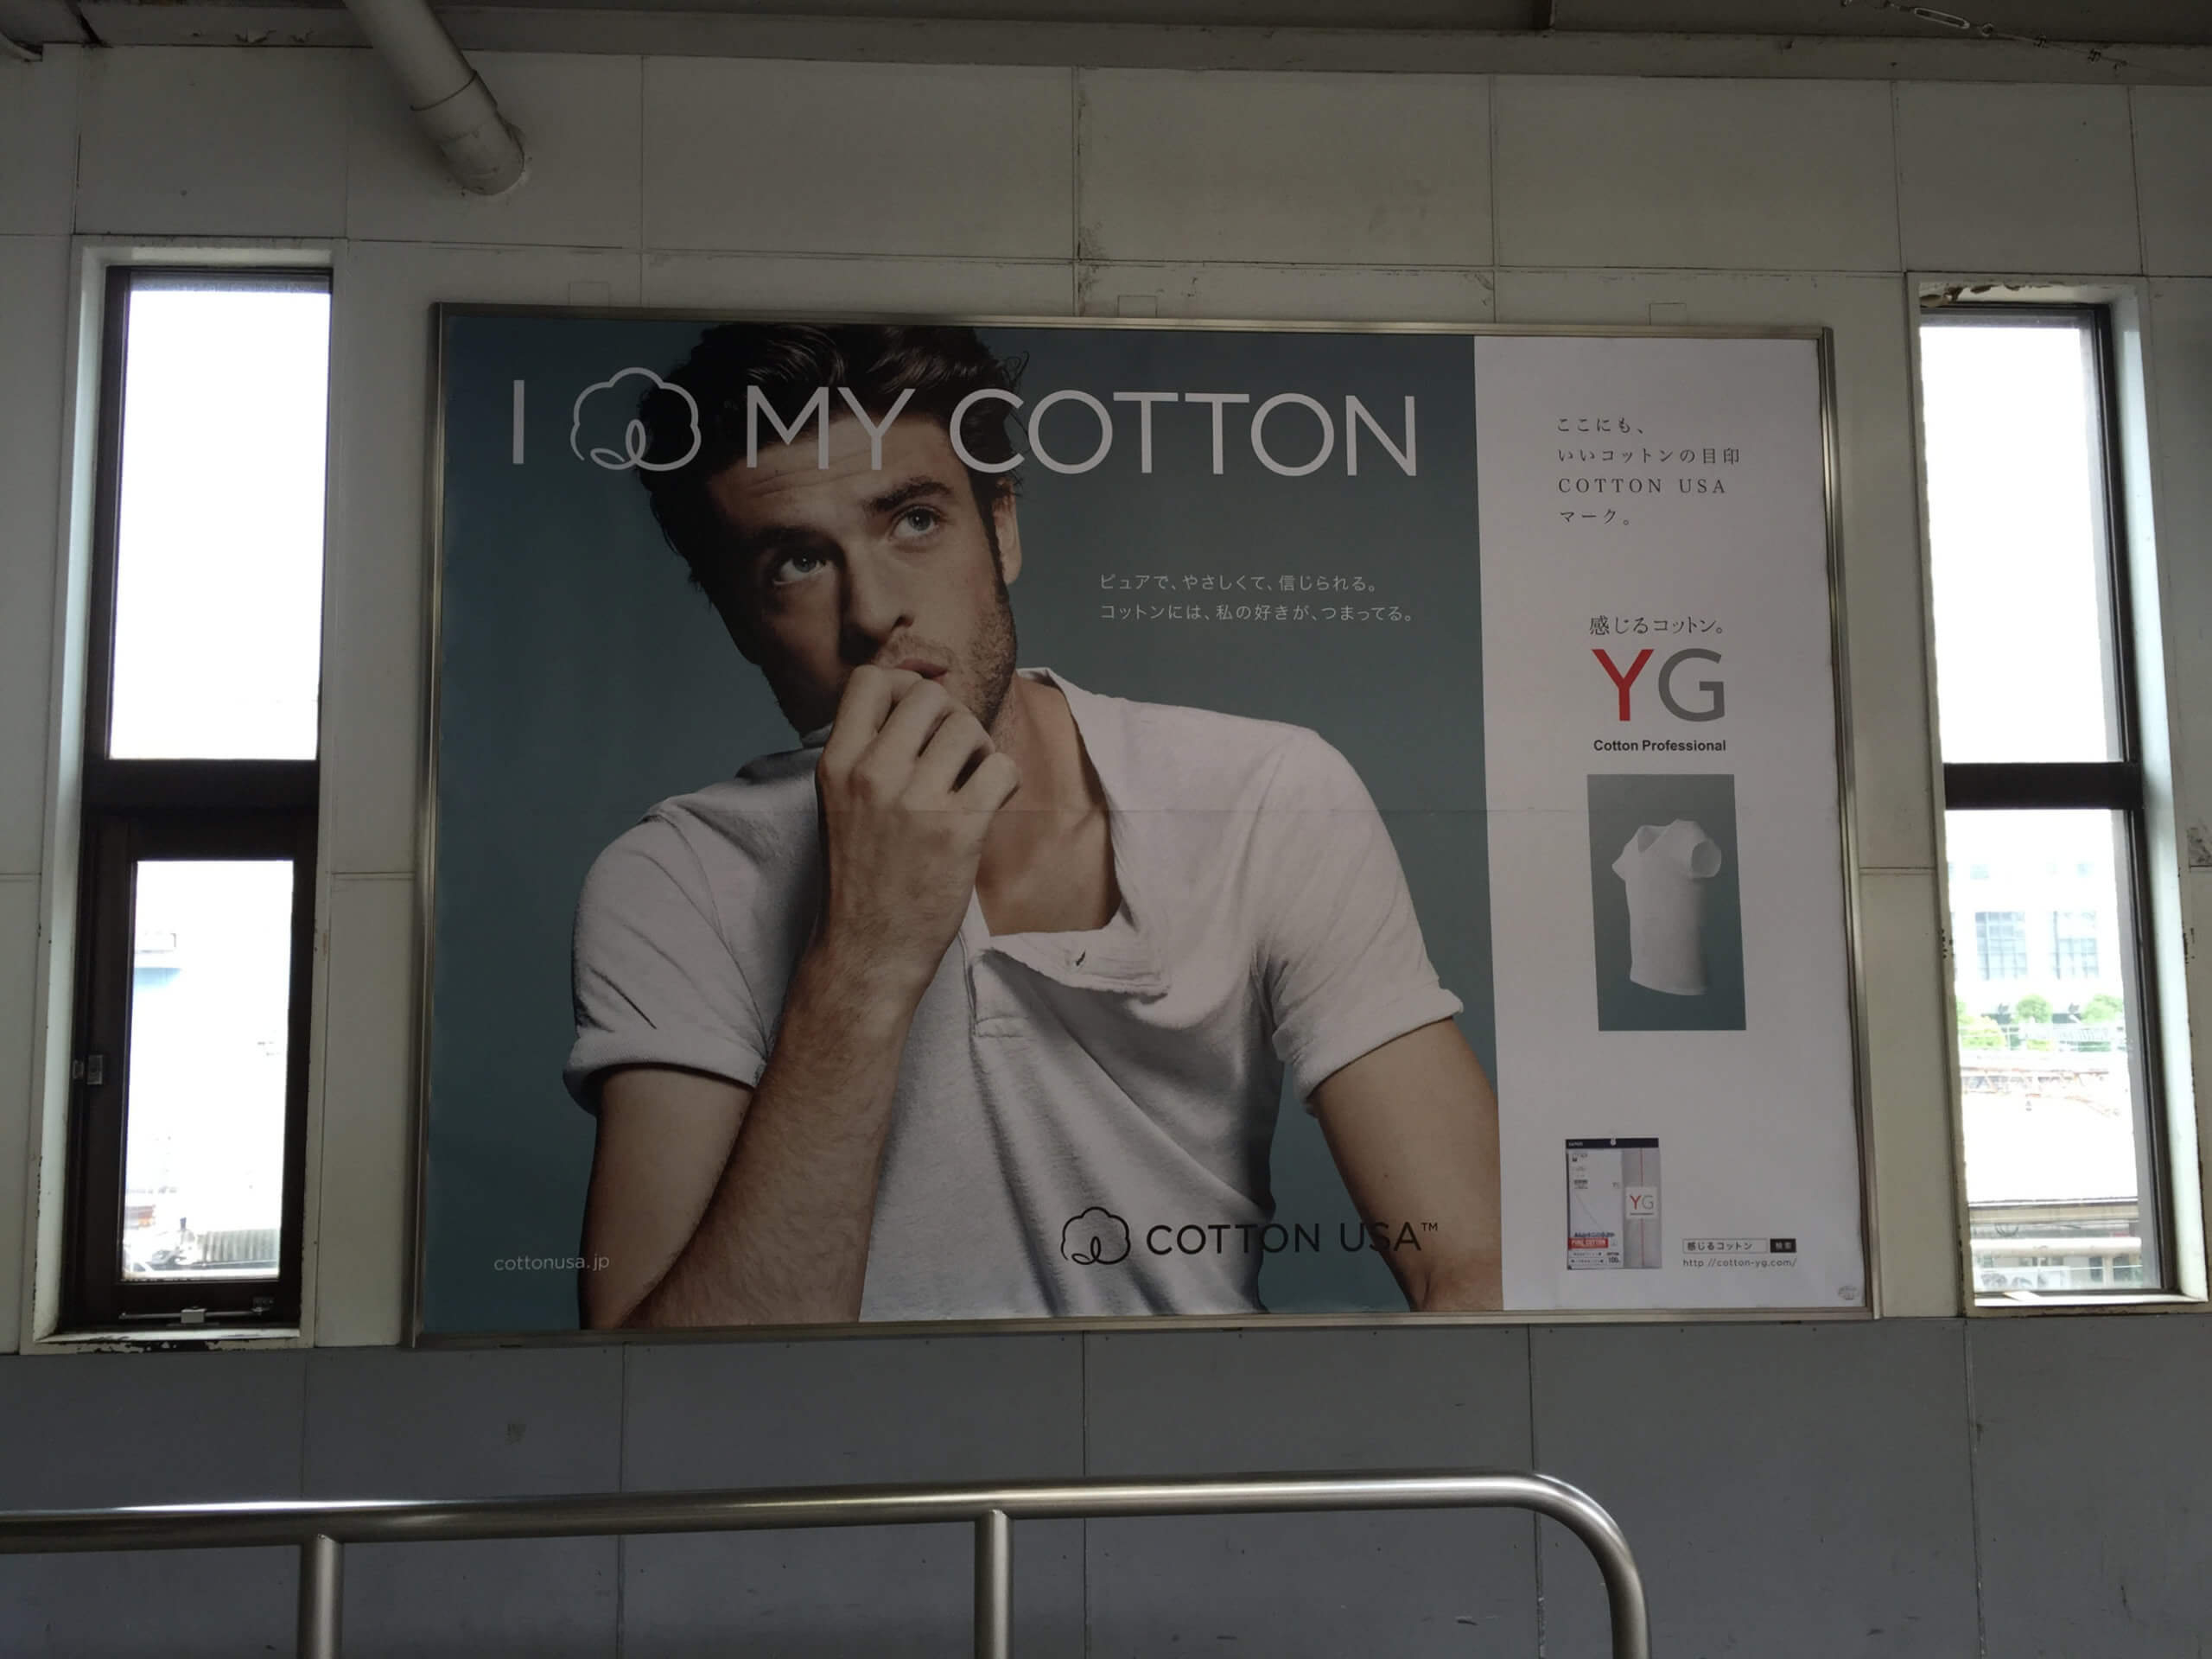 I MY COTTON
ピュアで、やさしくて、信じられる。
コットンには、私の好きが、つまってる。
COTTON USA™
cottonusa.jp
ここにも、
いいコットンの目印
COTTON USA
マーク。
感じるコットン。
YG
Cotton Professional
YG
感じるコットン 検索
http://cotton-yg.com/